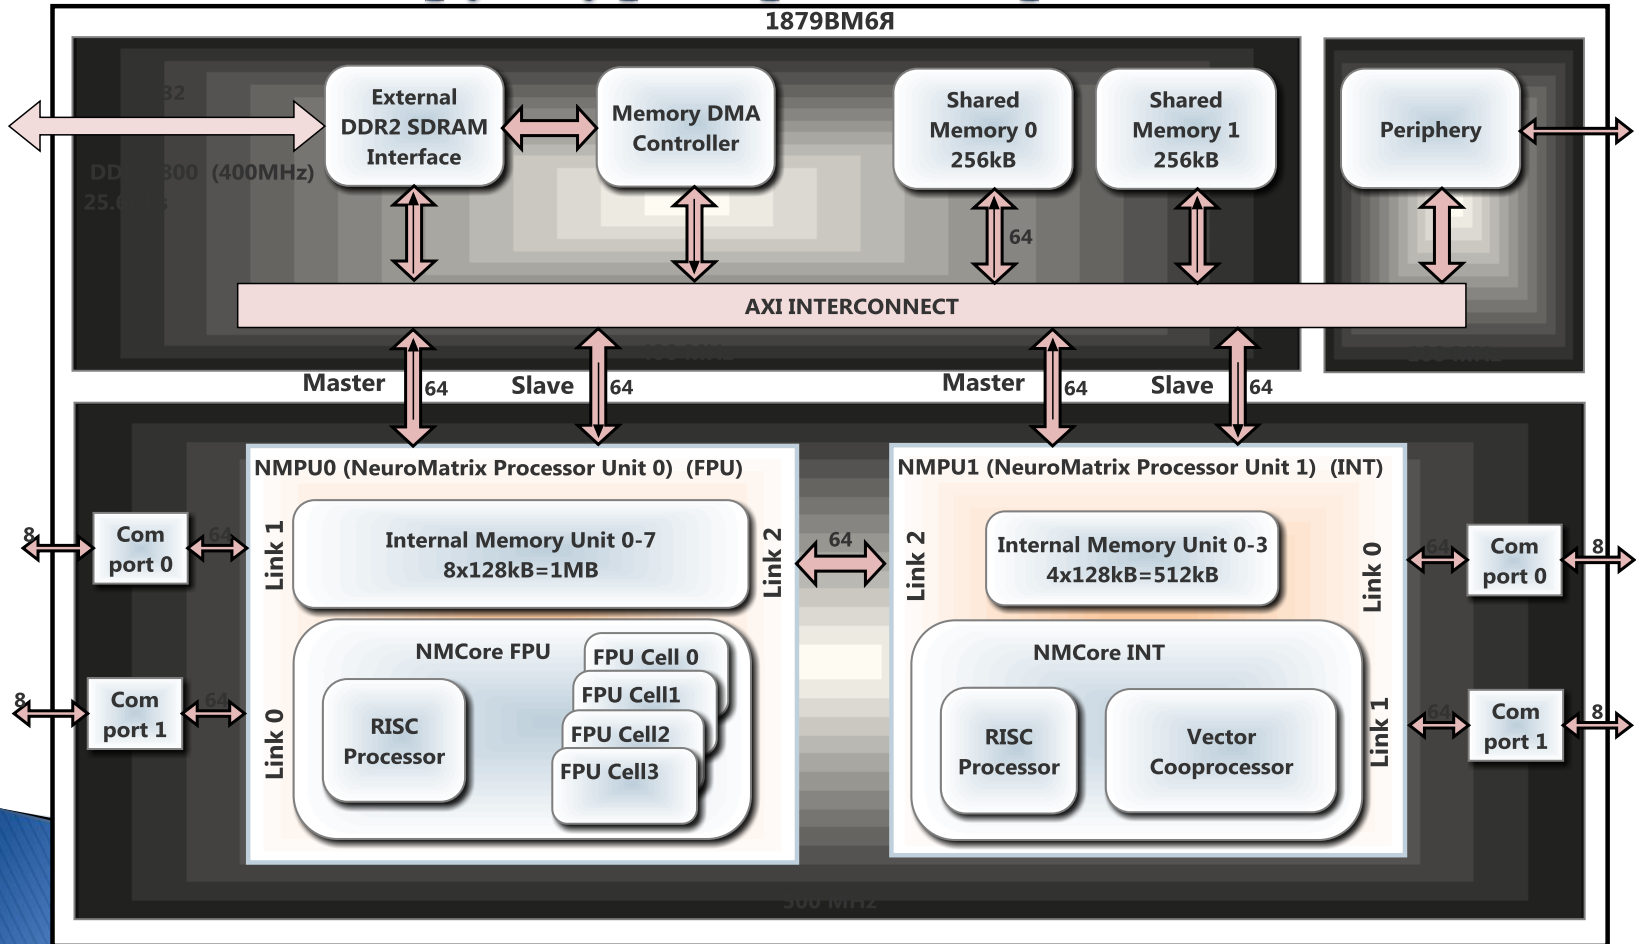 1879ВМ6Я
32
External
DDR2 SDRAM
Interface
Memory DMA
Controller
Shared
Memory 0
256kB
Shared
Memory 1
256kB
Periphery
(400MHz)
64
AXI INTERCONNECT
Master
64
Slave
64
Master
64
Slave
64
NMPU0 (NeuroMatrix Processor Unit 0) (FPU)
NMPU1 (NeuroMatrix Processor Unit 1) (INT)
8
Com
port 0
64
Link 1
Internal Memory Unit 0-7
8x128kB=1MB
Link 2
64
Link 2
Internal Memory Unit 0-3
4x128kB=512kB
Link 0
64
Com
port 0
8
8
Com
port 1
64
Link 0
NMCore FPU
RISC
Processor
FPU Cell 0
FPU Cell1
FPU Cell2
FPU Cell3
NMCore INT
RISC
Processor
Vector
Cooprocessor
Link 1
64
Com
port 1
8
500 MHz